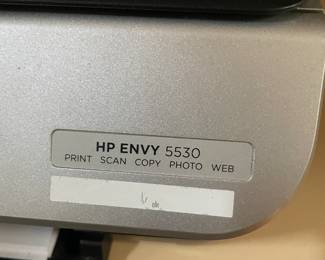 HP ENVY 5530
PRINT SCAN COPY PHOTO WEB